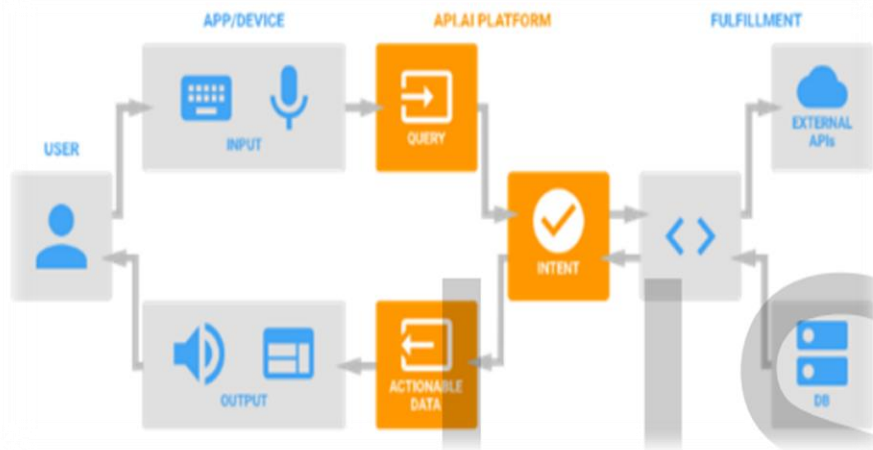 APP/DEVICE
API.AI PLATFORM
FULFILLMENT
INPUT
QUERY
EXTERNAL
APIs
USER
INTENT
OUTPUT
ACTIONABLE
DATA
DB